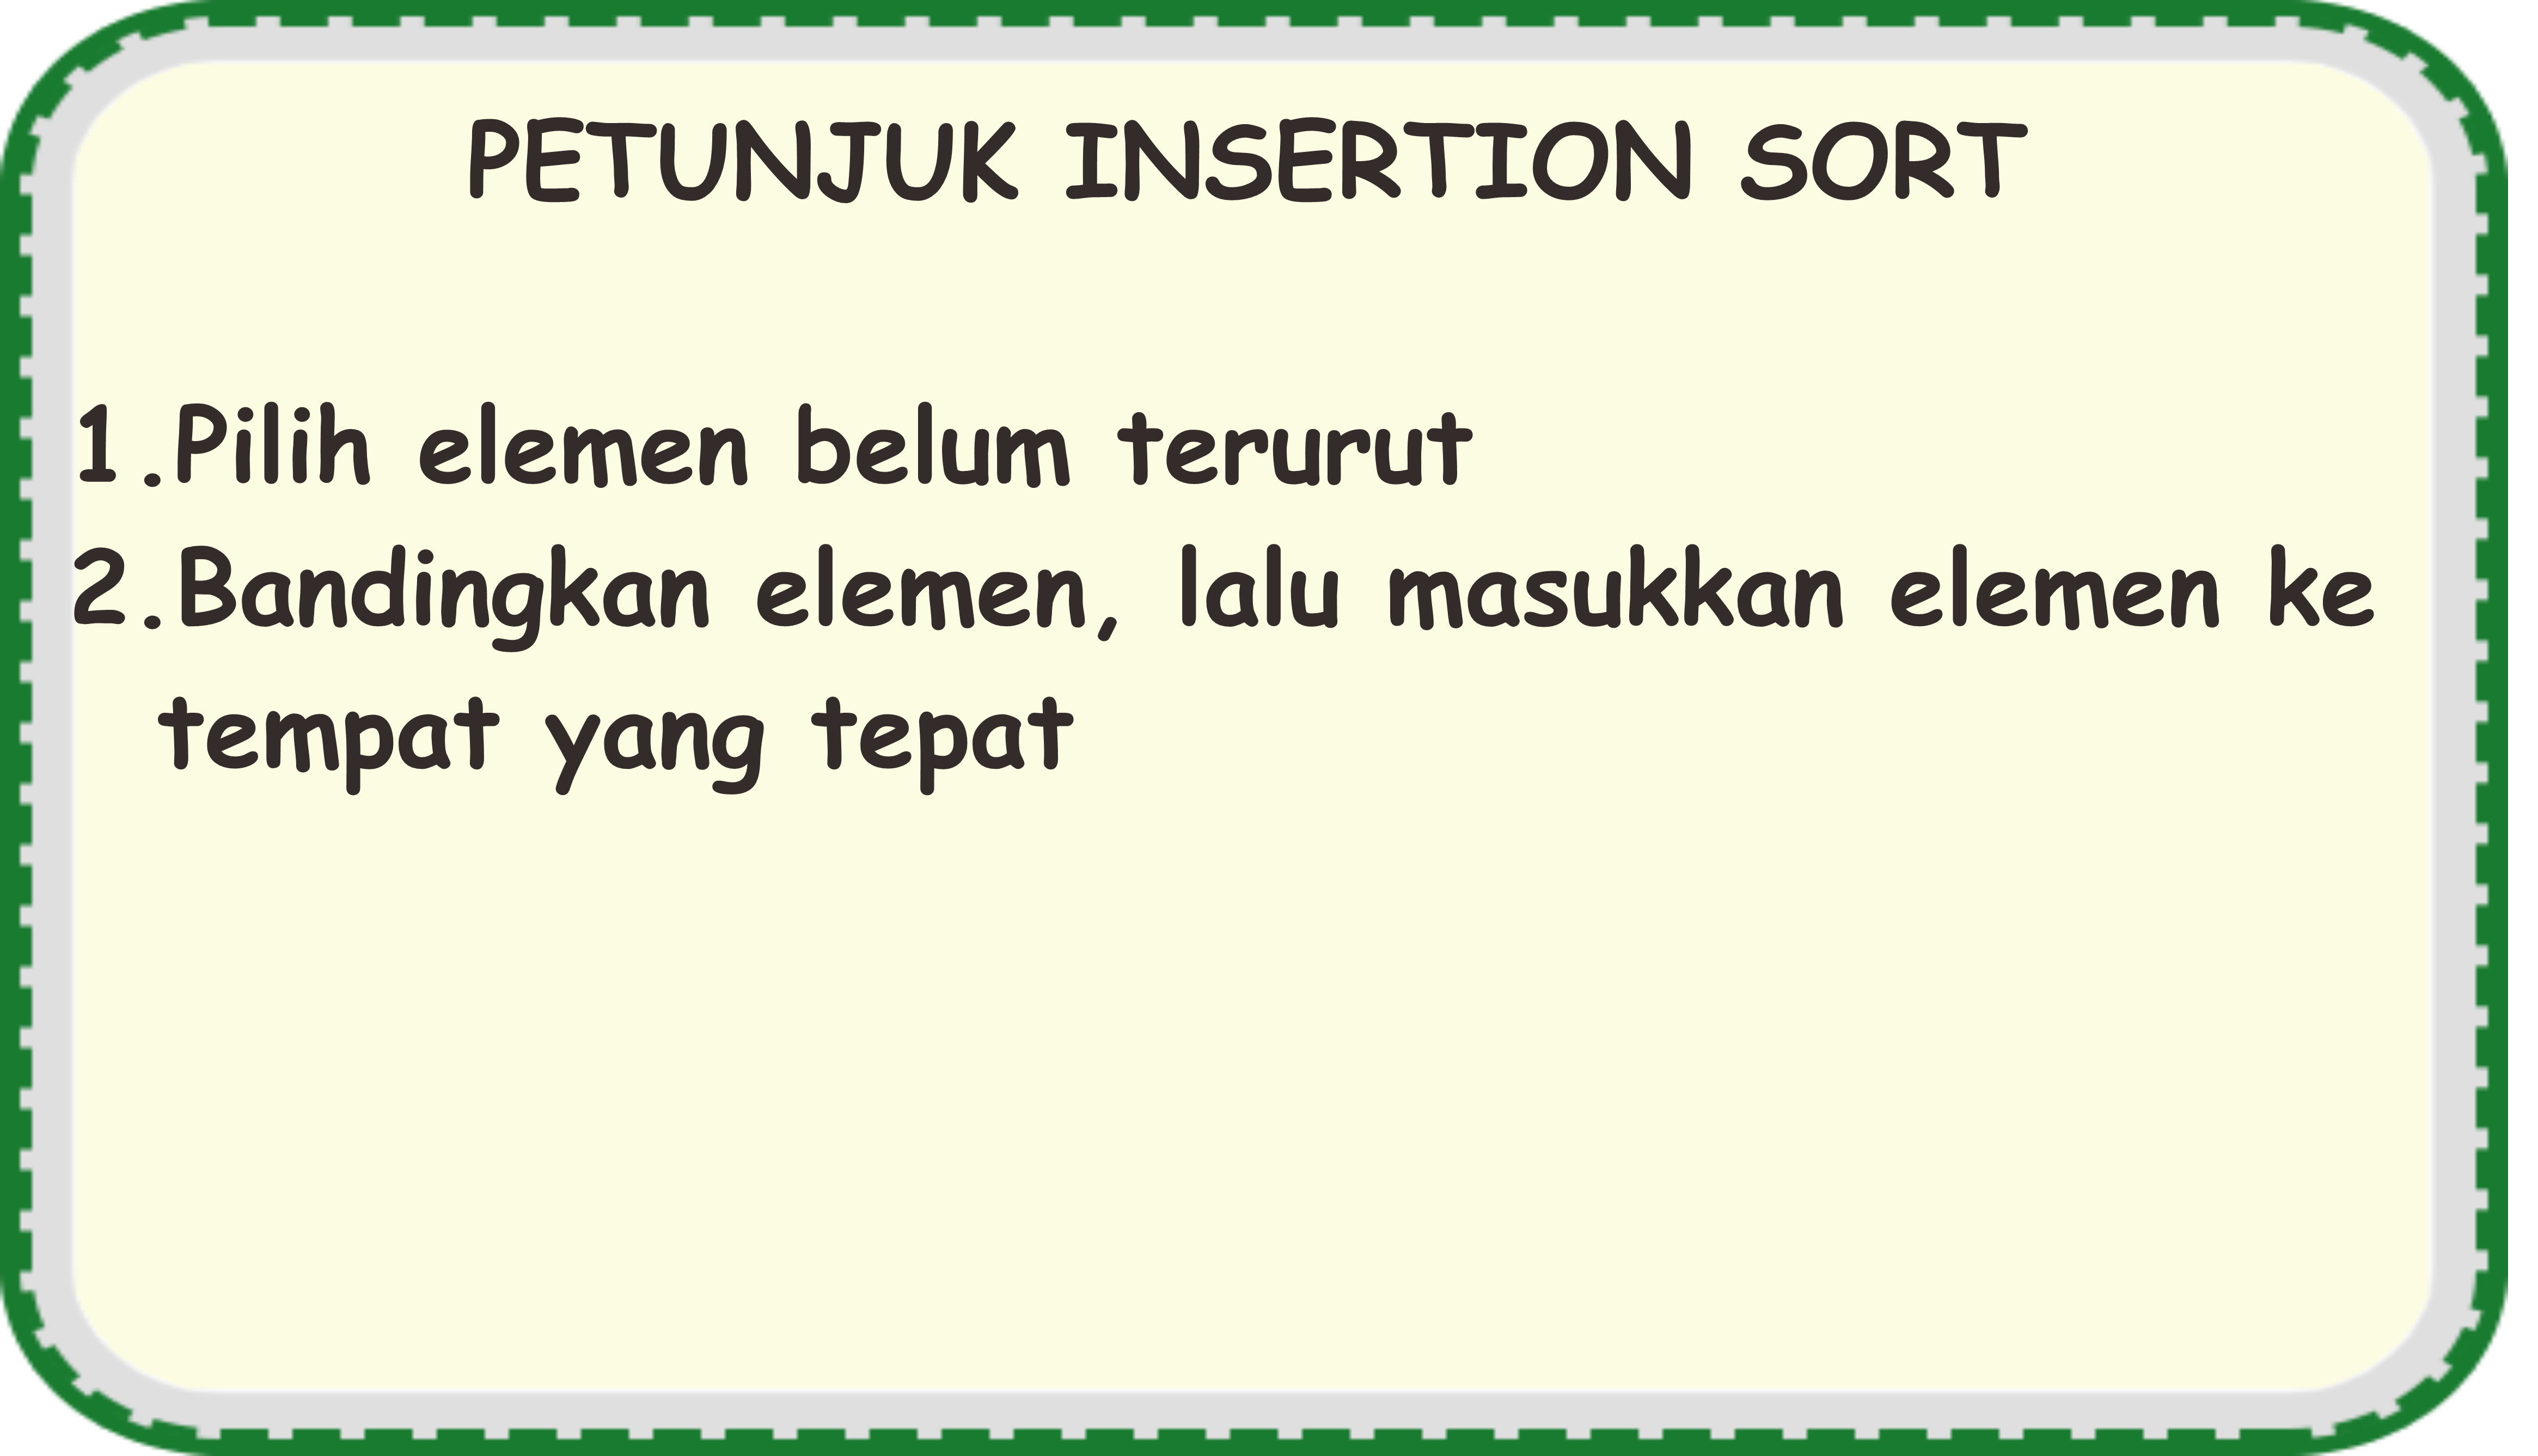 PETUNJUK INSERTION SORT
1.Pilih elemen belum terurut
2.Bandingkan elemen, lalu masukkan elemen ke
tempat yang tepat